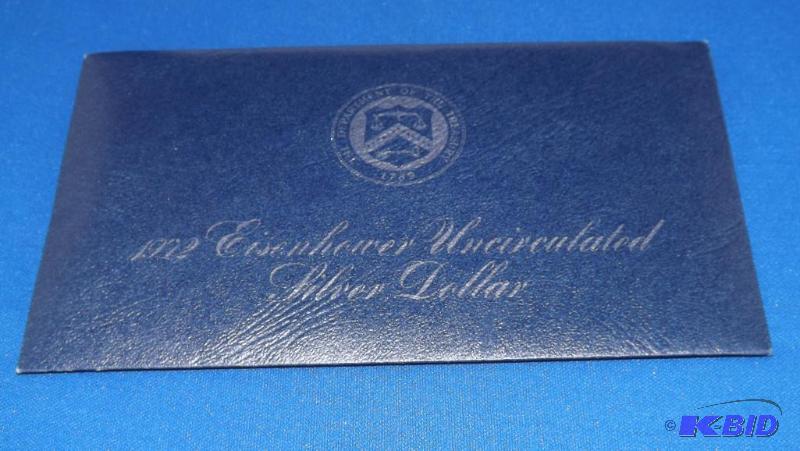 THE DEPARTMENT OF THE TREASURY
1789
1972 Eisenhower Uncirculated
Silver Dollar
© K-BID